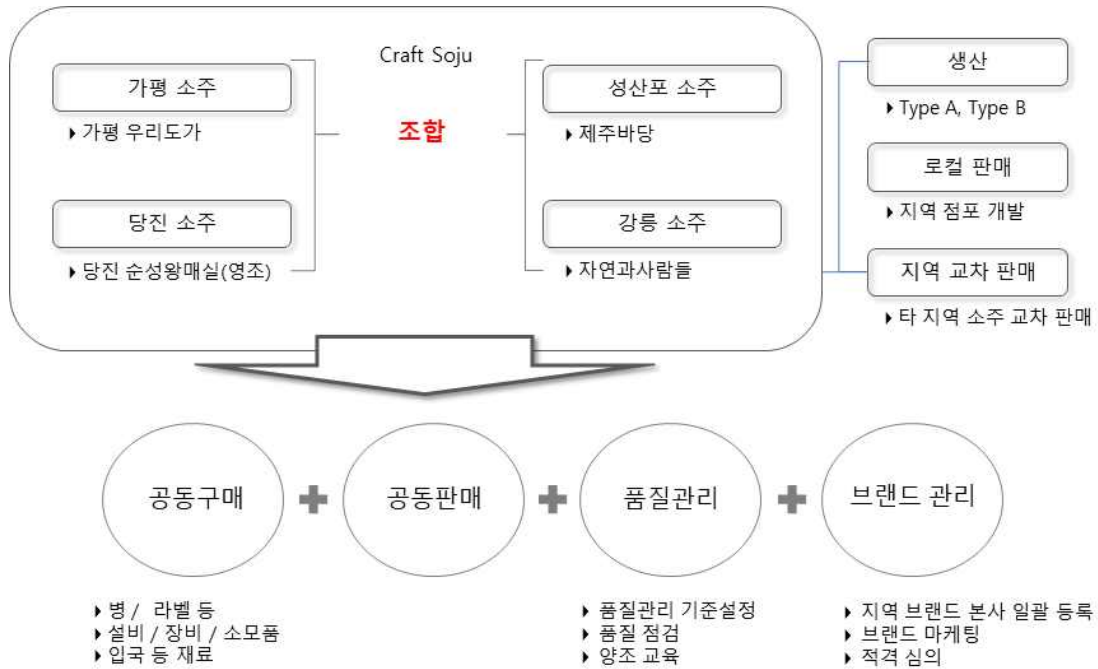 Craft Soju
조합
가평 소주
▸ 가평 우리도가
당진 소주
▸ 당진 순성왕매실(영조)
성산포 소주
▸ 제주바당
강릉 소주
▸ 자연과사람들
생산
▸ Type A, Type B
로컬 판매
▸ 지역 점포 개발
지역 교차 판매
▸ 타 지역 소주 교차 판매
공동구매
▸ 병 / 라벨 등
▸ 설비 / 장비 / 소모품
▸ 입국 등 재료
공동판매
품질관리
▸ 품질관리 기준설정
▸ 품질 점검
▸ 양조 교육
브랜드 관리
▸ 지역 브랜드 본사 일괄 등록
▸ 브랜드 마케팅
▸ 적격 심의